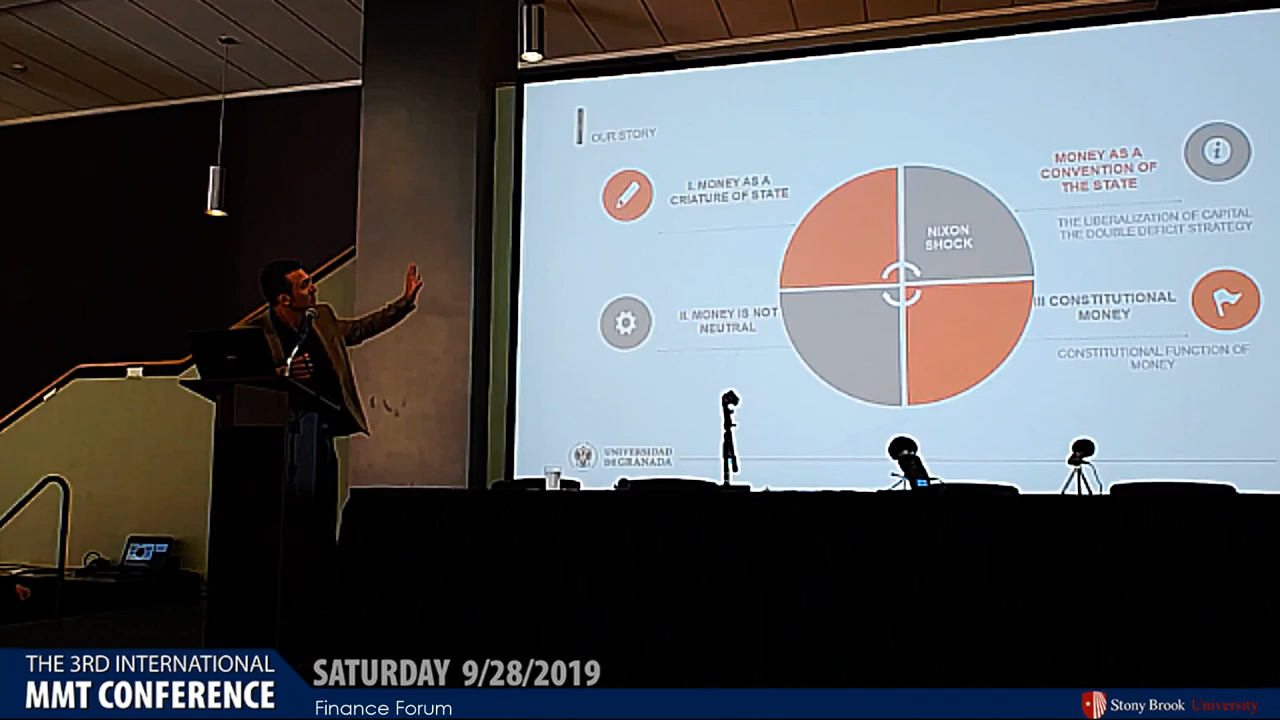 OUR STORY
I. MONEY AS A
CRIATURE OF STATE
II. MONEY IS NOT
NEUTRAL
NIXON
SHOCK
MONEY AS A
CONVENTION OF
THE STATE
THE LIBERALIZATION OF CAPITAL
THE DOUBLE DEFICIT STRATEGY
III CONSTITUTIONAL
MONEY
CONSTITUTIONAL FUNCTION OF
MONEY
UNIVERSIDAD
DE GRANADA
THE 3RD INTERNATIONAL
MMT CONFERENCE
SATURDAY 9/28/2019
Finance Forum
Stony Brook University